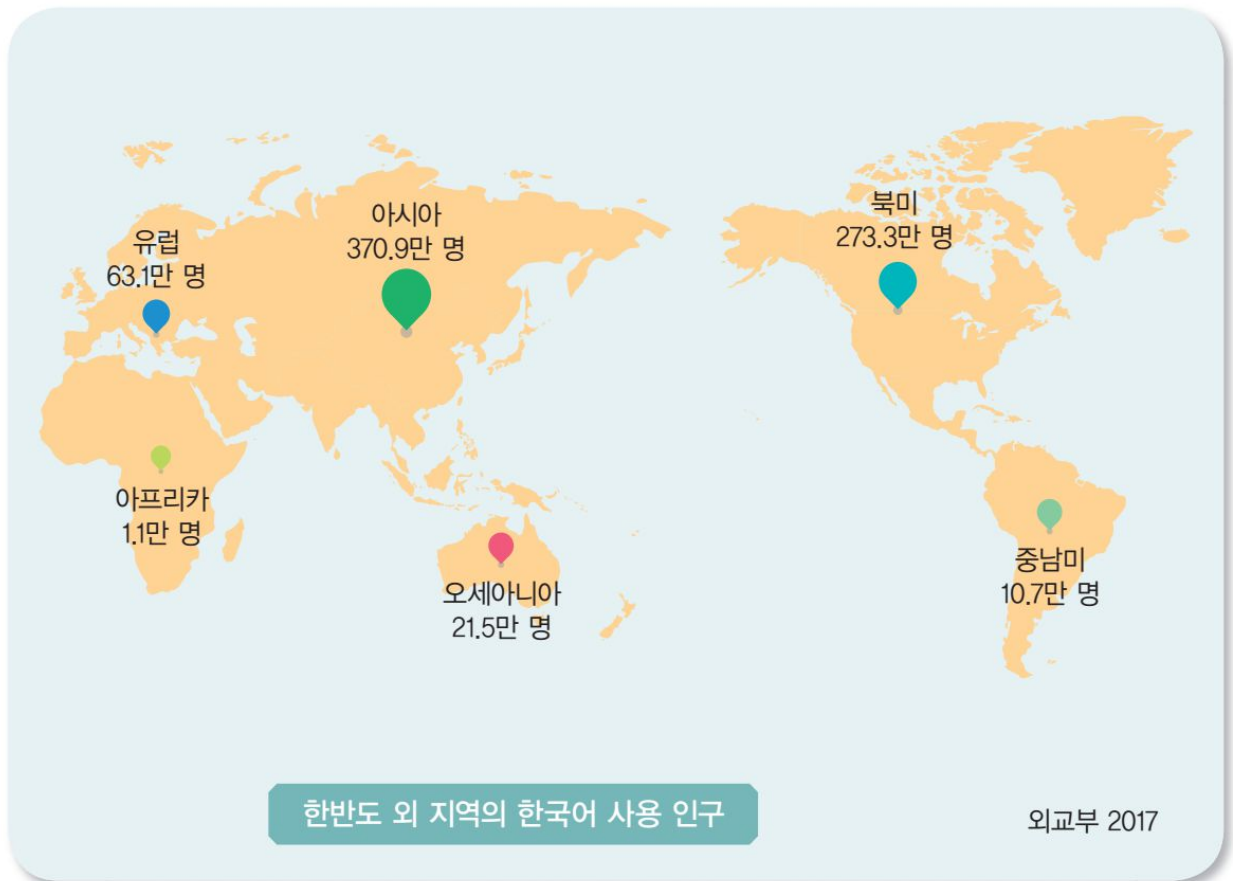 유럽
63.1만 명
아시아
370.9만 명
북미
273.3만 명
아프리카
1.1만 명
오세아니아
21.5만 명
중남미
10.7만 명
한반도 외 지역의 한국어 사용 인구
외교부 2017